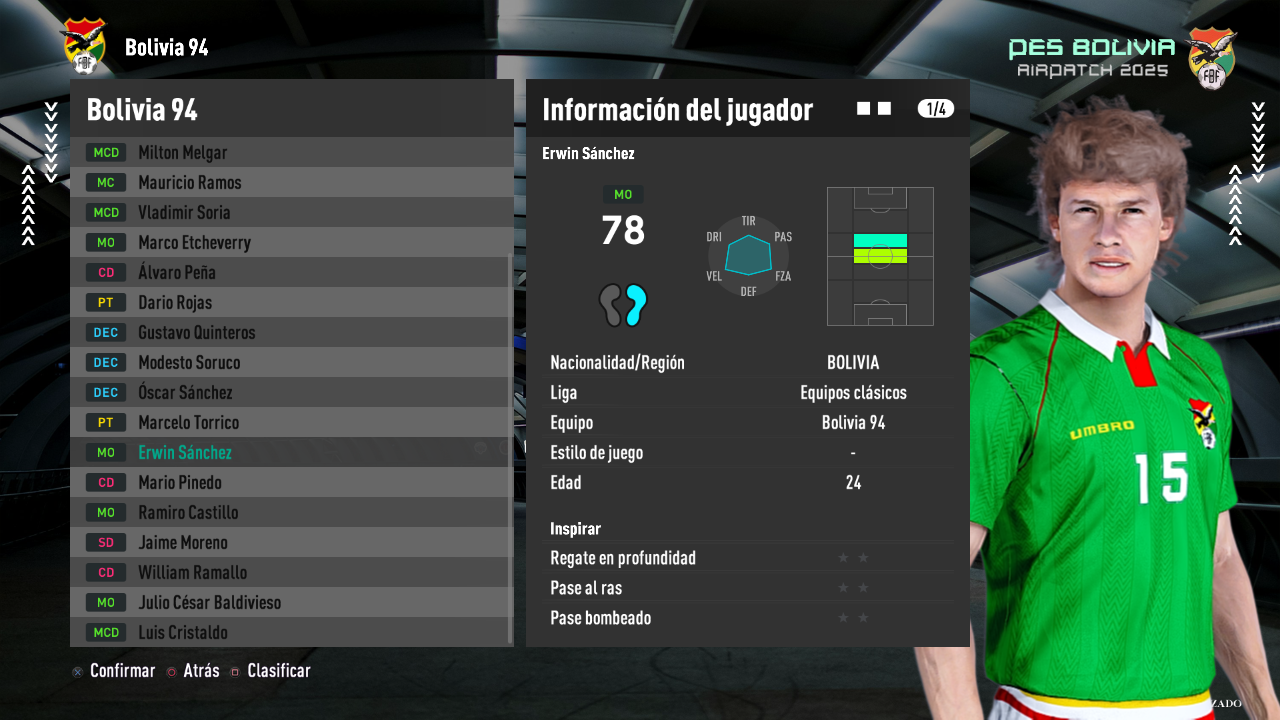 Bolivia 94
PES BOLIVIA
AIRPATCH 2025
FBF
FBF
Bolivia 94
MCD Milton Melgar
MC Mauricio Ramos
MCD Vladimir Soria
MO Marco Etcheverry
CD Álvaro Peña
PT Dario Rojas
DEC Gustavo Quinteros
DEC Modesto Soruco
DEC Óscar Sánchez
PT Marcelo Torrico
MO Erwin Sánchez
CD Mario Pinedo
MO Ramiro Castillo
SD Jaime Moreno
CD William Ramallo
MO Julio César Baldivieso
MCD Luis Cristaldo
Información del jugador 1/4
Erwin Sánchez
MO
78
TIR
DRI PAS
VEL FZA
DEF
Nacionalidad/Región BOLIVIA
Liga Equipos clásicos
Equipo Bolivia 94
Estilo de juego -
Edad 24
Inspirar
Regate en profundidad
Pase al ras
Pase bombeado
UMBRO
15
Confirmar Atrás Clasificar